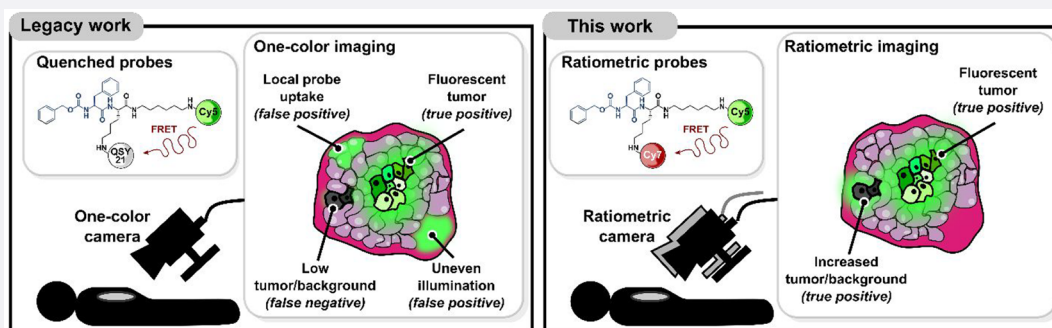 Legacy work
Quenched probes
O
O
H
N
N
H
O
H
N
N
H
Cy5
FRET
HN
QSY
21
One-color
camera
One-color imaging
Local probe
uptake
(false positive)
Fluorescent
tumor
(true positive)
Low
tumor/background
(false negative)
Uneven
illumination
(false positive)
This work
Ratiometric probes
O
O
H
N
N
H
O
H
N
N
H
Cy5
FRET
HN
Cy7
Ratiometric
camera
Ratiometric imaging
Fluorescent
tumor
(true positive)
Increased
tumor/background
(true positive)